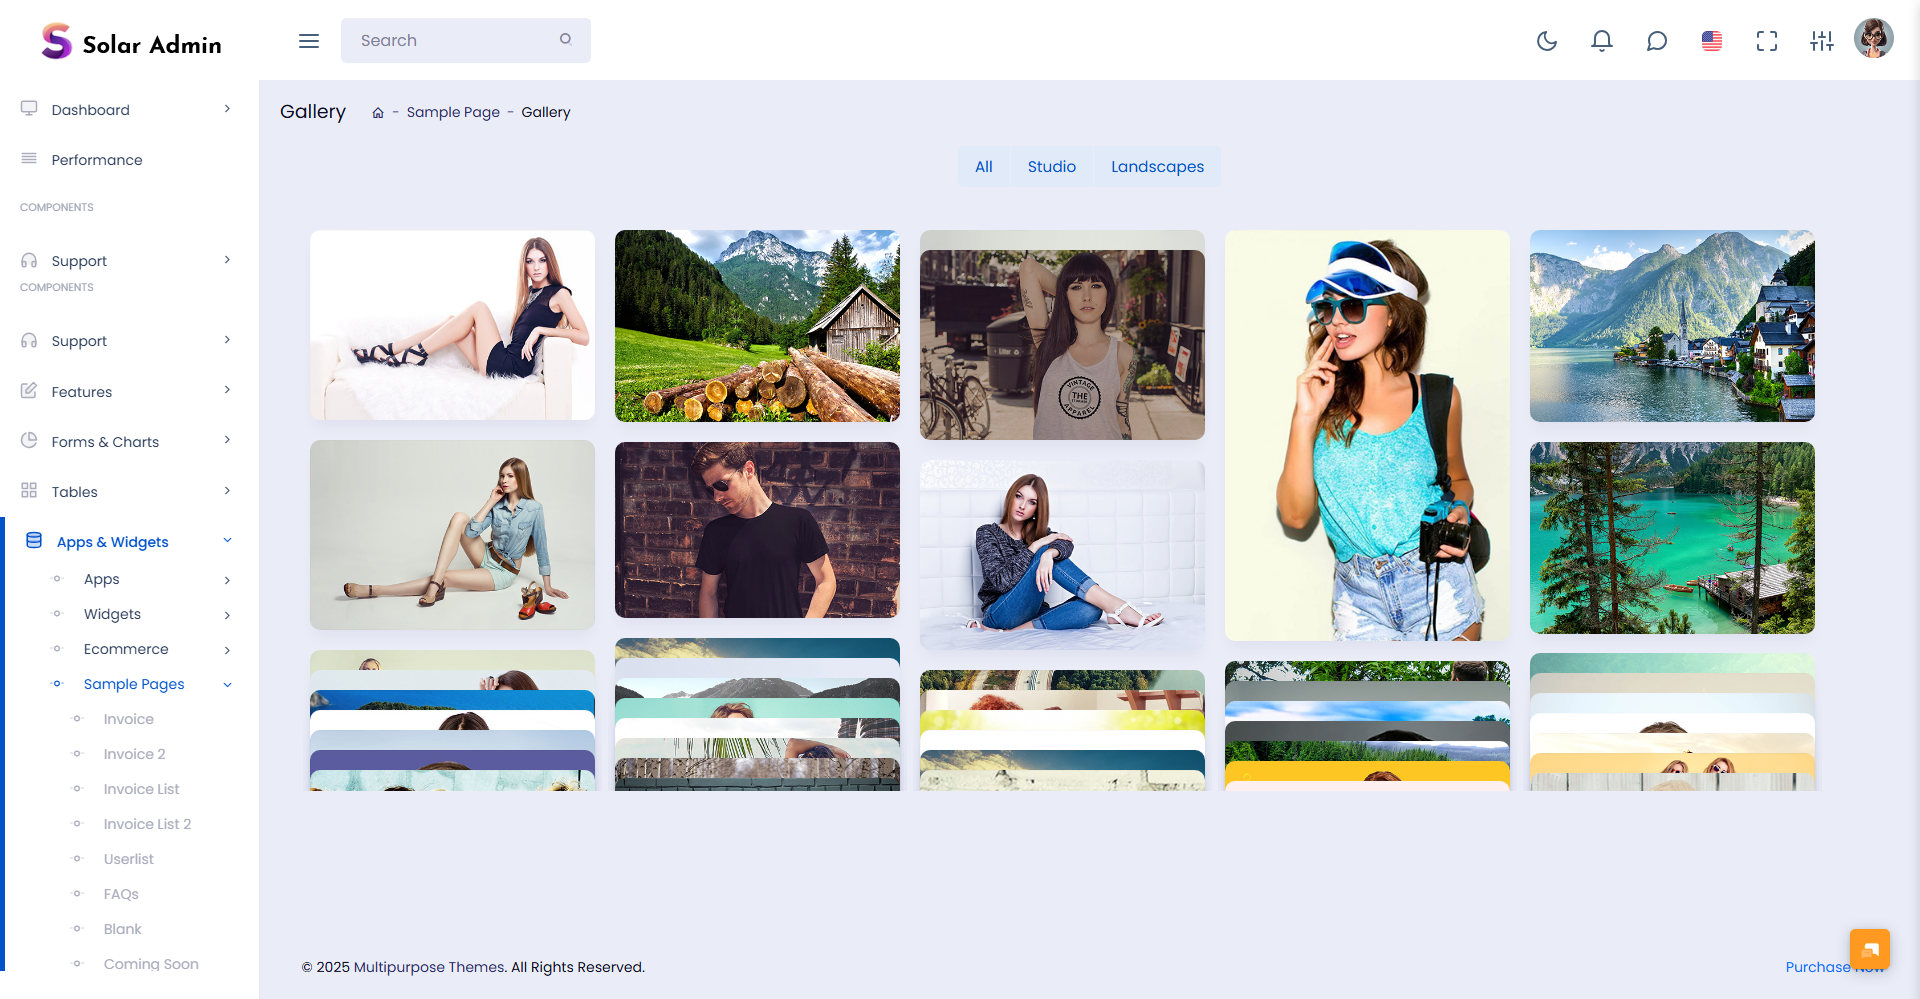 Solar Admin
Search
Dashboard
Performance
COMPONENTS
Support
COMPONENTS
Support
Features
Forms & Charts
Tables
Apps & Widgets
Apps
Widgets
Ecommerce
Sample Pages
Invoice
Invoice 2
Invoice List
Invoice List 2
Userlist
FAQs
Blank
Coming Soon
Gallery - Sample Page - Gallery
All Studio Landscapes
VINTAGE
THE
APPAREL
© 2025 Multipurpose Themes. All Rights Reserved.
Purchase Now